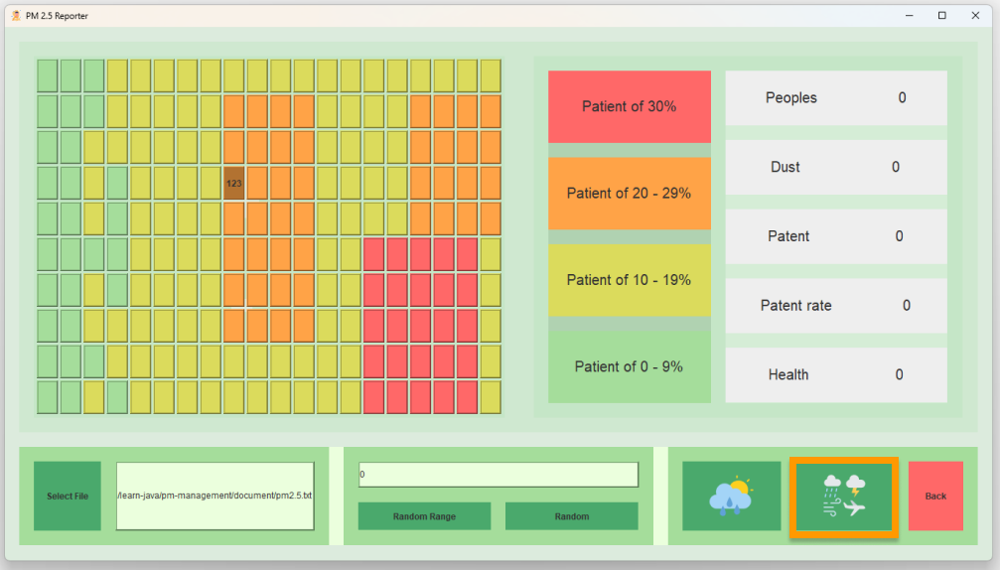 PM 2.5 Reporter
123
Patient of 30%
Patient of 20 - 29%
Patient of 10 - 19%
Patient of 0 - 9%
Peoples 0
Dust 0
Patent 0
Patent rate 0
Health 0
Select File
/learn-java/pm-management/document/pm2.5.txt
0
Random Range
Random
Back